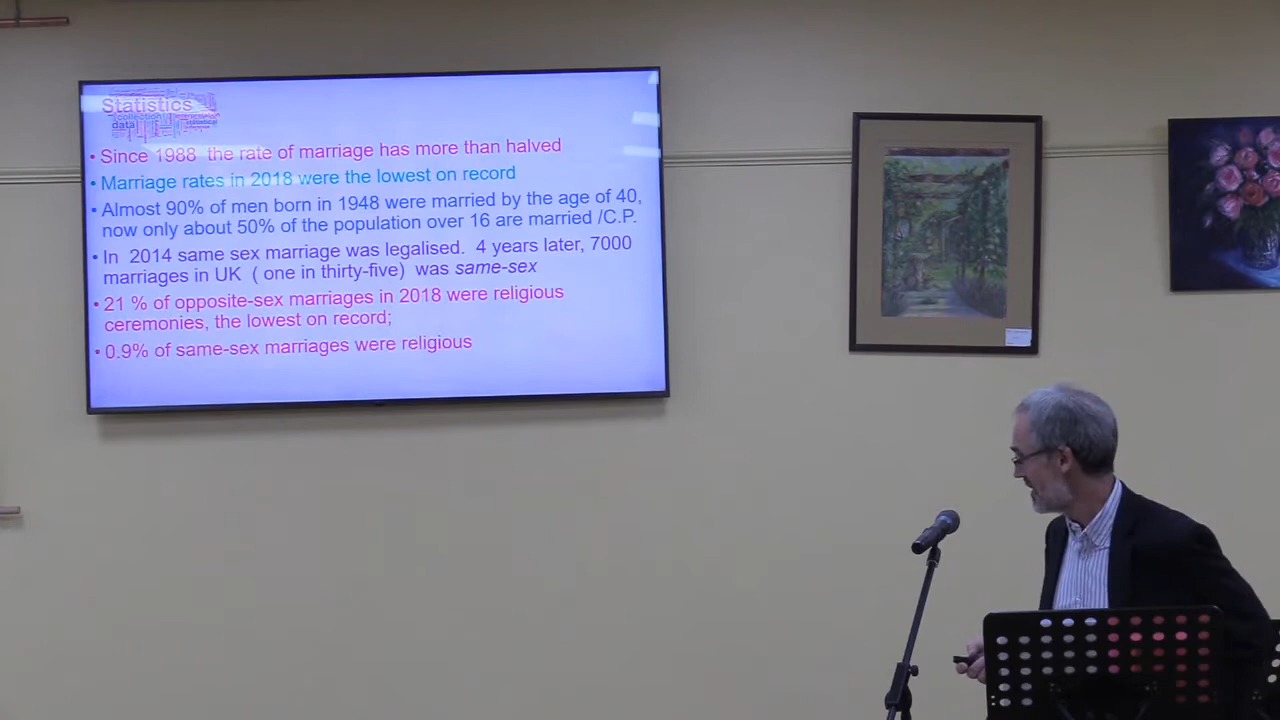 Statistics
collection
data
statistical
inference
• Since 1988 the rate of marriage has more than halved
• Marriage rates in 2018 were the lowest on record
• Almost 90% of men born in 1948 were married by the age of 40,
now only about 50% of the population over 16 are married /C.P.
• In 2014 same sex marriage was legalised. 4 years later, 7000
marriages in UK ( one in thirty-five) was same-sex
• 21 % of opposite-sex marriages in 2018 were religious
ceremonies, the lowest on record;
• 0.9% of same-sex marriages were religious